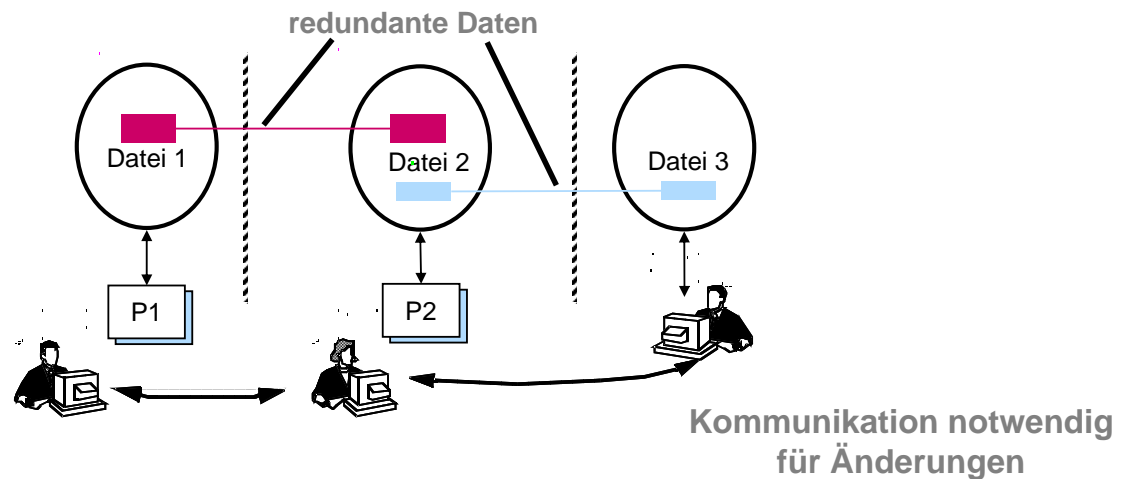 redundante Daten
Datei 1
Datei 2
Datei 3
P1
P2
Kommunikation notwendig
für Änderungen